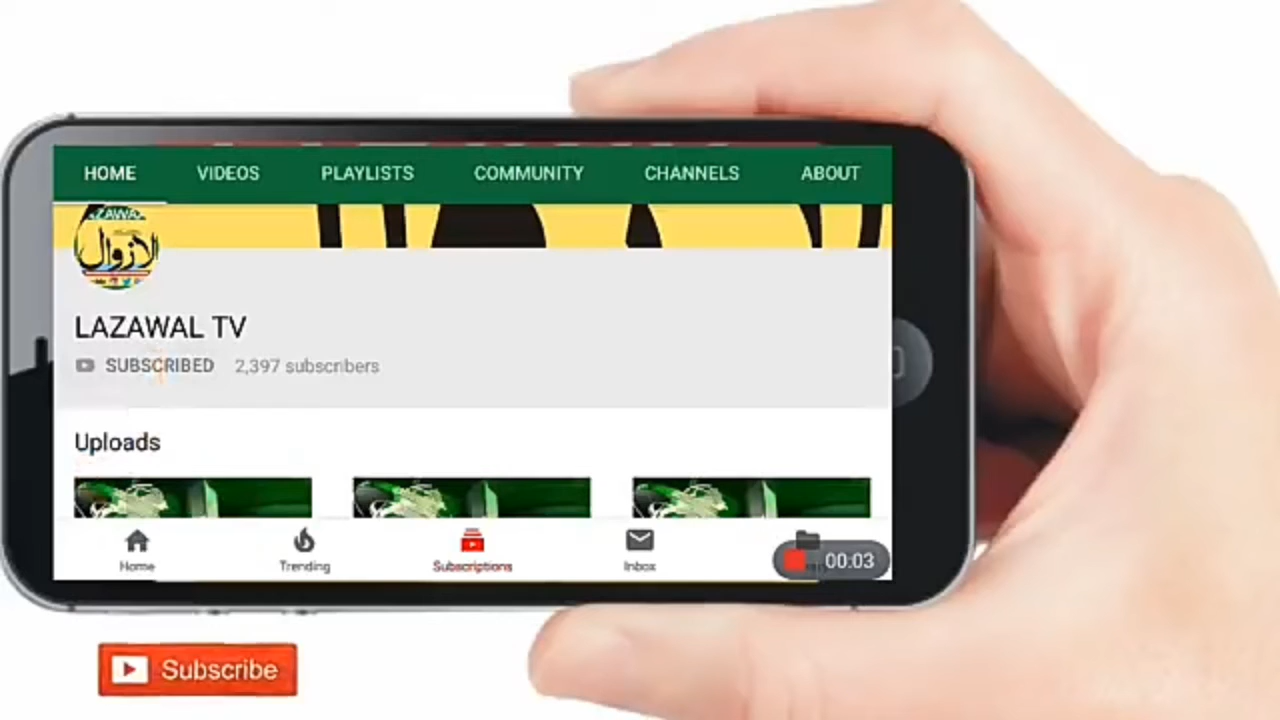 HOME VIDEOS PLAYLISTS COMMUNITY CHANNELS ABOUT
LAZAWAL
لازوال
LAZAWAL TV
SUBSCRIBED 2,397 subscribers
Uploads
Home Trending Subscriptions Inbox
00:03
Subscribe